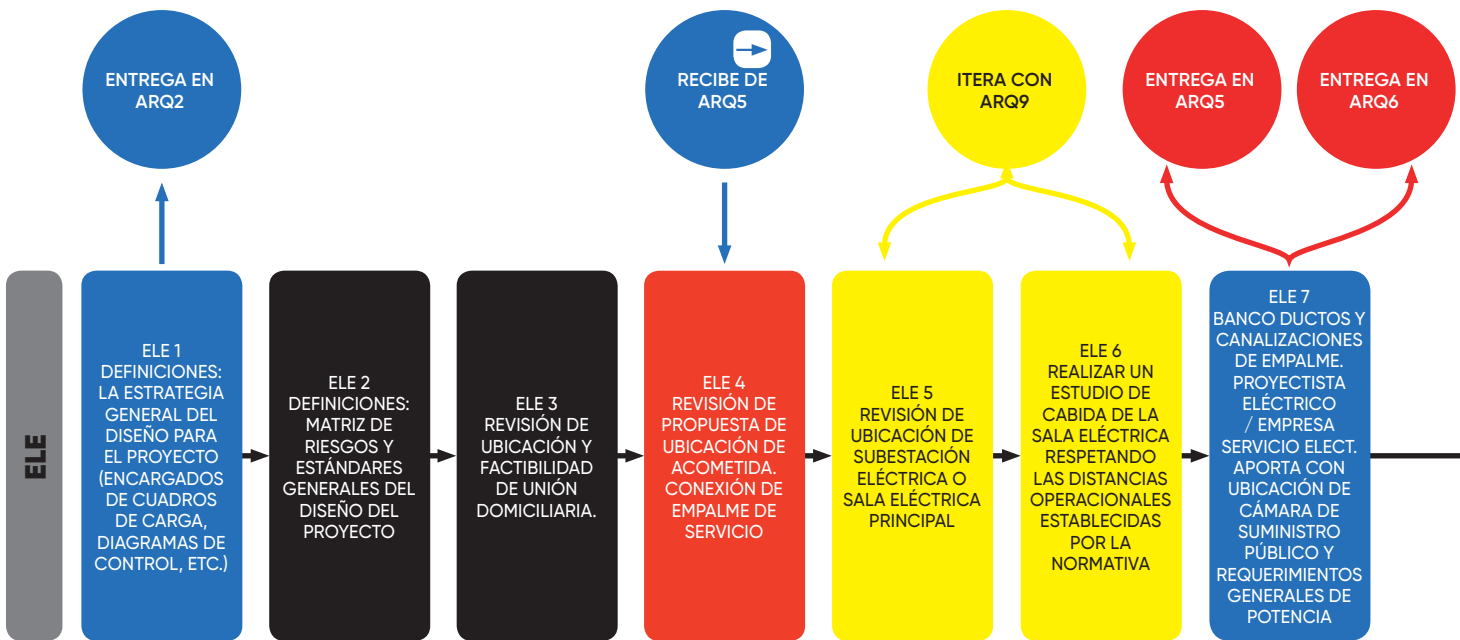 ENTREGA EN
ARQ2
RECIBE DE
ARQ5
ITERA CON
ARQ9
ENTREGA EN
ARQ5
ENTREGA EN
ARQ6
ELE
ELE 1
DEFINICIONES:
LA ESTRATEGIA
GENERAL DEL
DISEÑO PARA
EL PROYECTO
(ENCARGADOS
DE CUADROS
DE CARGA,
DIAGRAMAS DE
CONTROL, ETC.)
ELE 2
DEFINICIONES:
MATRIZ DE
RIESGOS Y
ESTÁNDARES
GENERALES DEL
DISEÑO DEL
PROYECTO
ELE 3
REVISIÓN DE
UBICACIÓN Y
FACTIBILIDAD
DE UNIÓN
DOMICILIARIA.
ELE 4
REVISIÓN DE
PROPUESTA DE
UBICACIÓN DE
ACOMETIDA.
CONEXIÓN DE
EMPALME DE
SERVICIO
ELE 5
REVISIÓN DE
UBICACIÓN DE
SUBESTACIÓN
ELÉCTRICA O
SALA ELÉCTRICA
PRINCIPAL
ELE 6
REALIZAR UN
ESTUDIO DE
CABIDA DE LA
SALA ELÉCTRICA
RESPETANDO
LAS DISTANCIAS
OPERACIONALES
ESTABLECIDAS
POR LA
NORMATIVA
ELE 7
BANCO DUCTOS Y
CANALIZACIONES
DE EMPALME.
PROYECTISTA
ELÉCTRICO
/ EMPRESA
SERVICIO ELECT.
APORTA CON
UBICACIÓN DE
CÁMARA DE
SUMINISTRO
PÚBLICO Y
REQUERIMIENTOS
GENERALES DE
POTENCIA